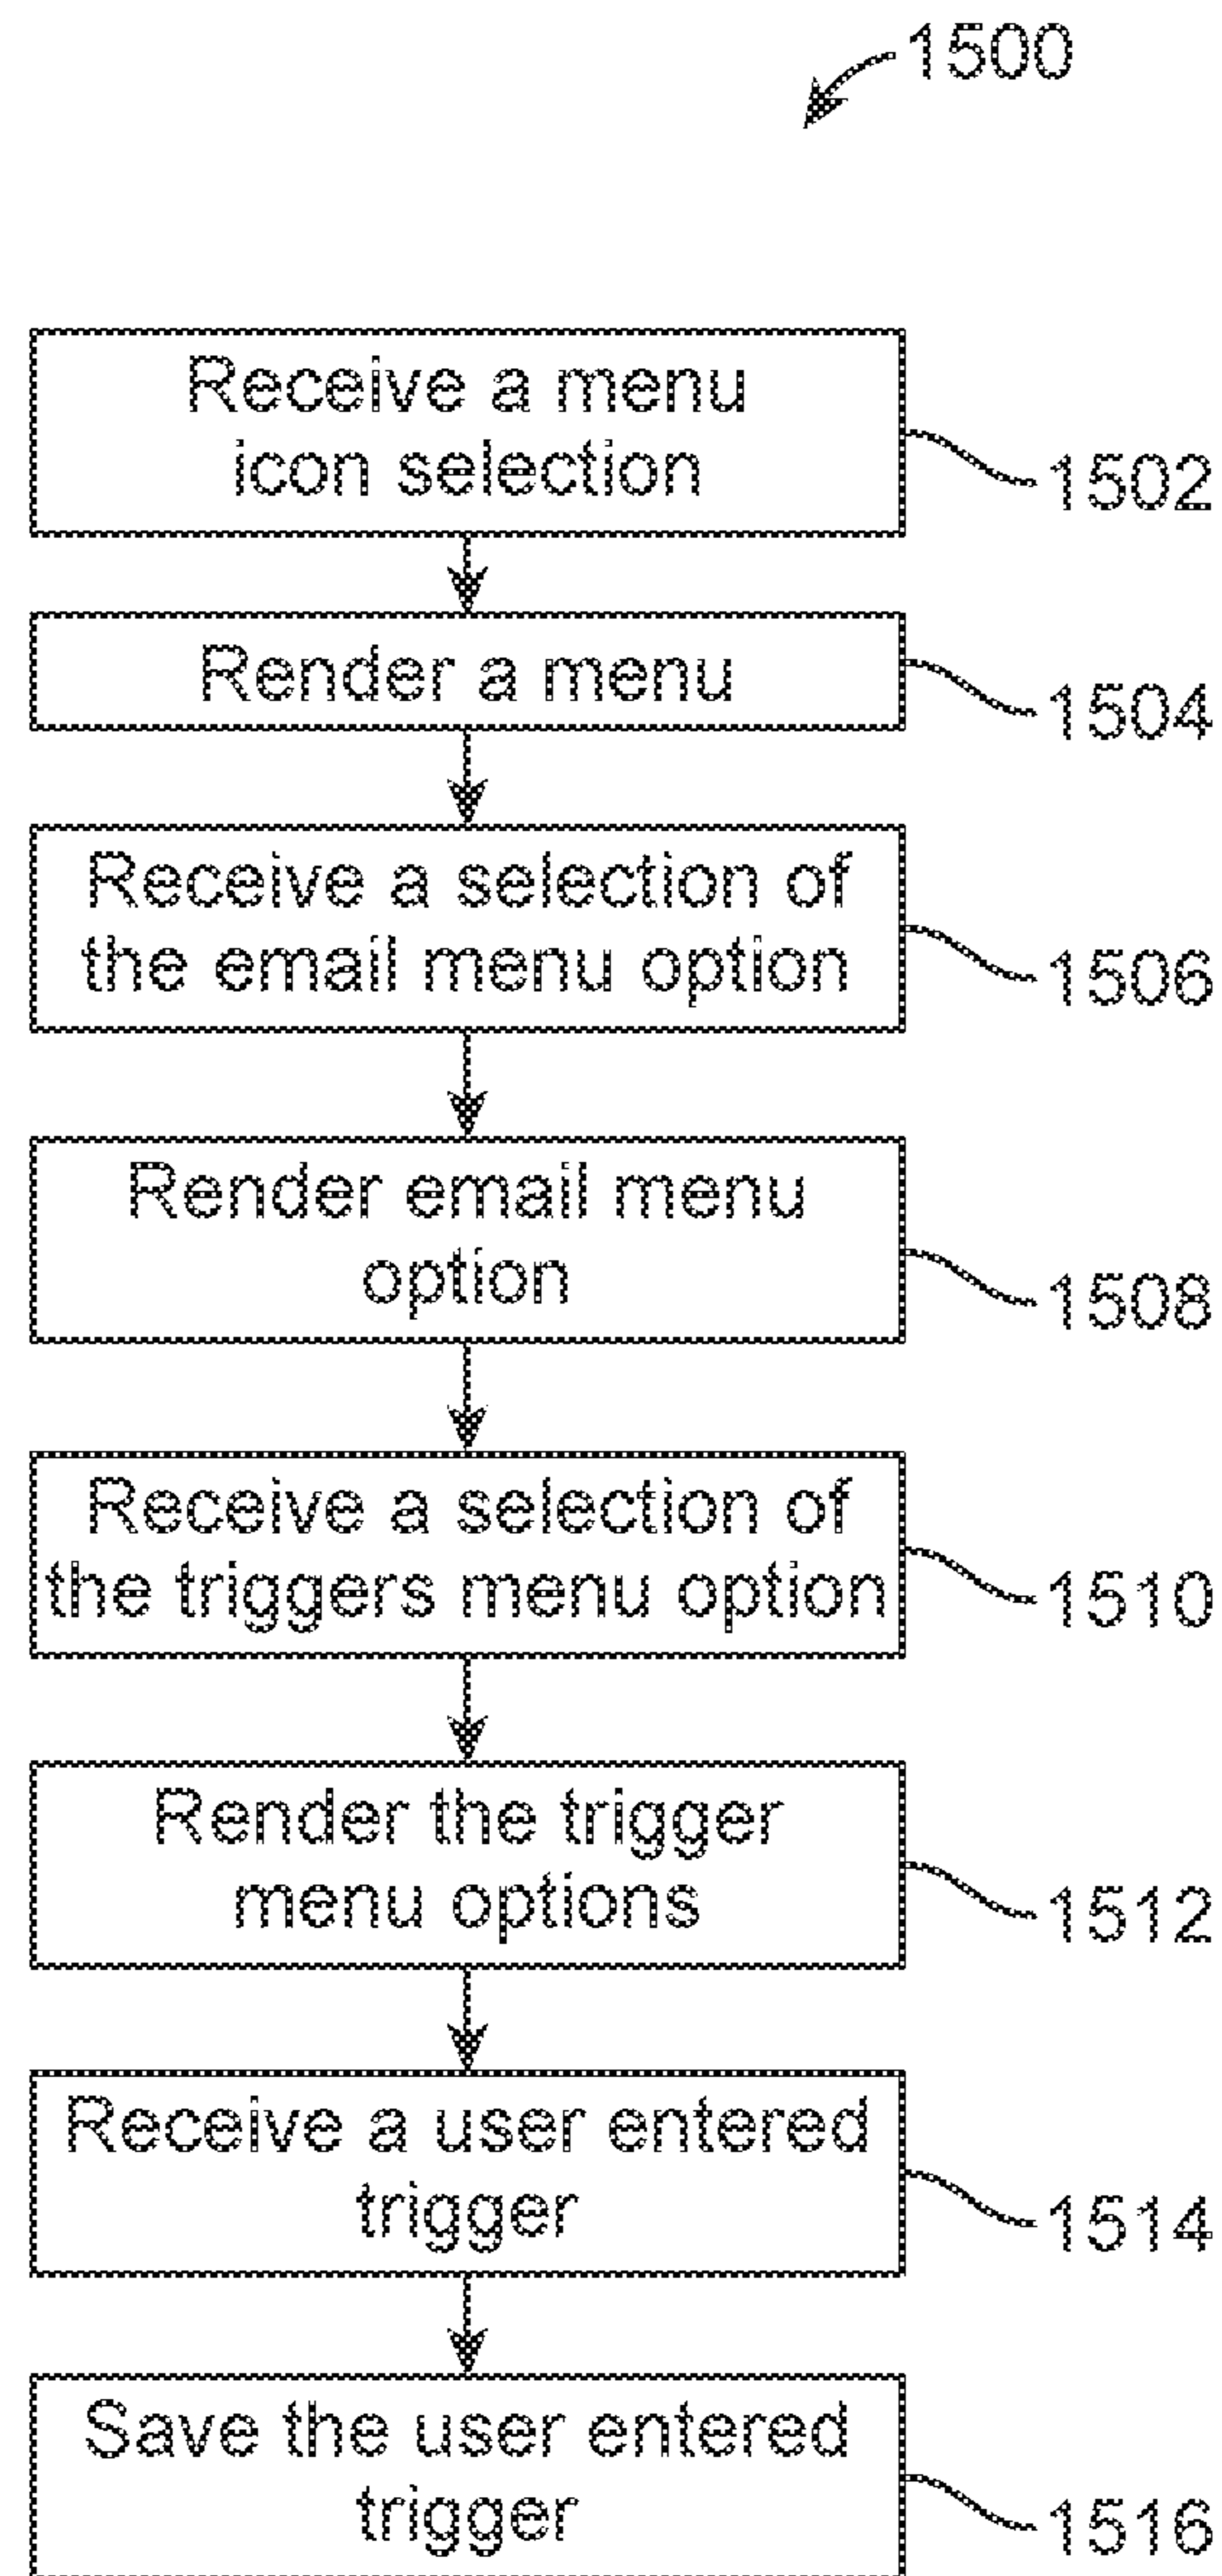 1500
Receive a menu
icon selection
1502
Render a menu
1504
Receive a selection of
the email menu option
1506
Render email menu
option
1508
Receive a selection of
the triggers menu option
1510
Render the trigger
menu options
1512
Receive a user entered
trigger
1514
Save the user entered
trigger
1516